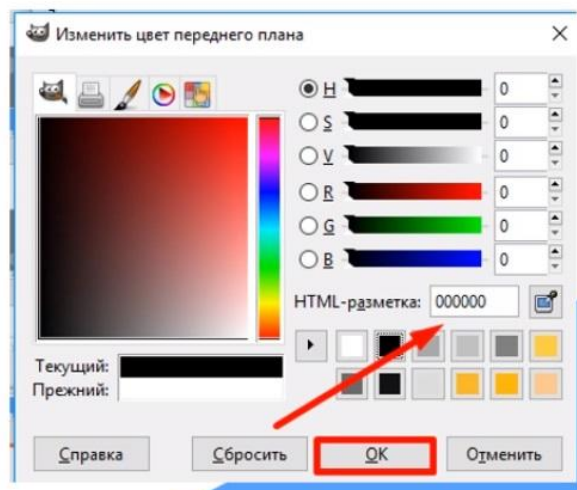 Изменить цвет переднего плана
H 0
S 0
V 0
R 0
G 0
B 0
HTML-разметка: 000000
Текущий:
Прежний:
Справка Сбросить OK Отменить